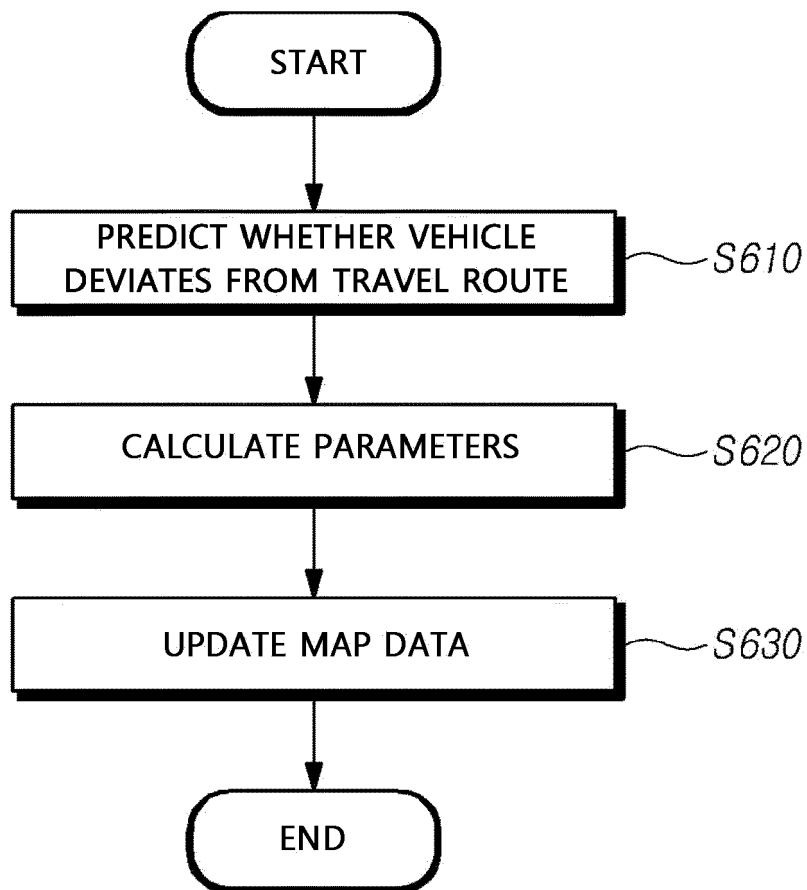 START
PREDICT WHETHER VEHICLE
DEVIATES FROM TRAVEL ROUTE
S610
CALCULATE PARAMETERS
S620
UPDATE MAP DATA
S630
END